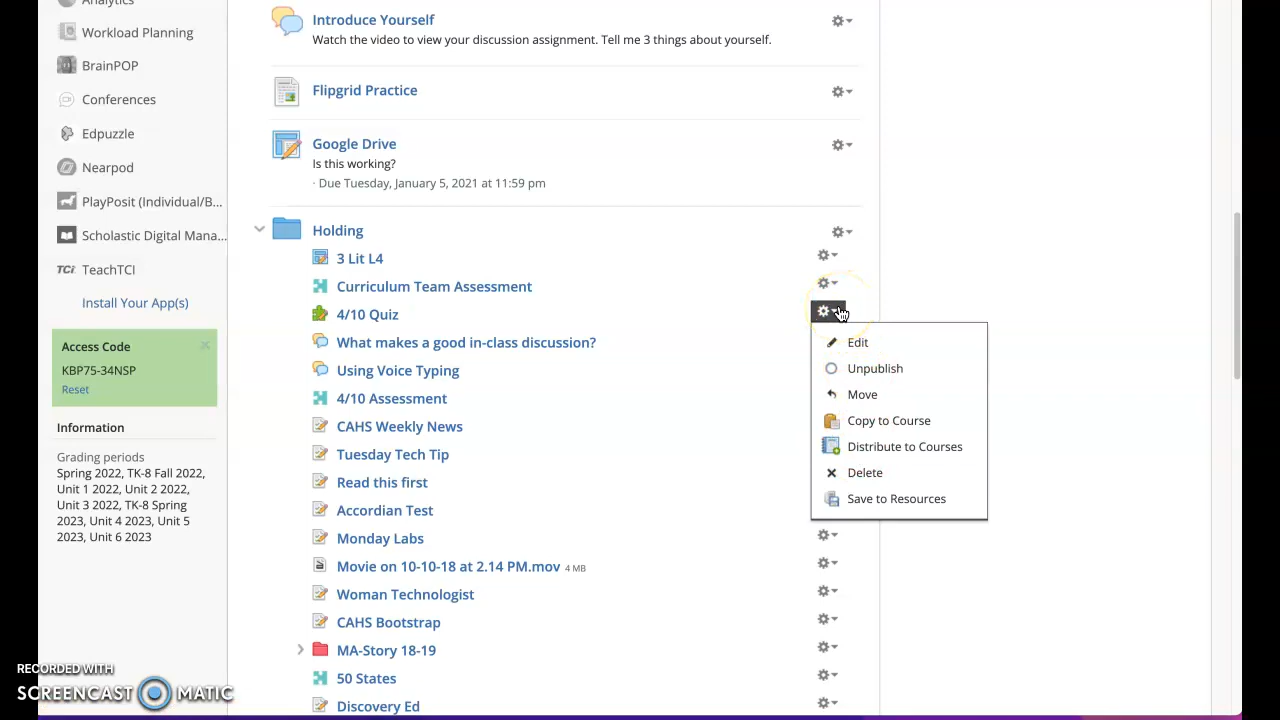 Analytics
Workload Planning
BrainPOP
Conferences
Edpuzzle
Nearpod
PlayPosit (Individual/B...
Scholastic Digital Mana...
TCi TeachTCI
Install Your App(s)
Access Code
KBP75-34NSP
Reset
Information
Grading periods
Spring 2022, TK-8 Fall 2022,
Unit 1 2022, Unit 2 2022,
Unit 3 2022, TK-8 Spring
2023, Unit 4 2023, Unit 5
2023, Unit 6 2023
Introduce Yourself
Watch the video to view your discussion assignment. Tell me 3 things about yourself.
Flipgrid Practice
Google Drive
Is this working?
· Due Tuesday, January 5, 2021 at 11:59 pm
Holding
3 Lit L4
Curriculum Team Assessment
4/10 Quiz
What makes a good in-class discussion?
Using Voice Typing
4/10 Assessment
CAHS Weekly News
Tuesday Tech Tip
Read this first
Accordian Test
Monday Labs
Movie on 10-10-18 at 2.14 PM.mov 4 MB
Woman Technologist
CAHS Bootstrap
MA-Story 18-19
50 States
Discovery Ed
Edit
Unpublish
Move
Copy to Course
Distribute to Courses
Delete
Save to Resources
RECORDED WITH
SCREENCAST MATIC